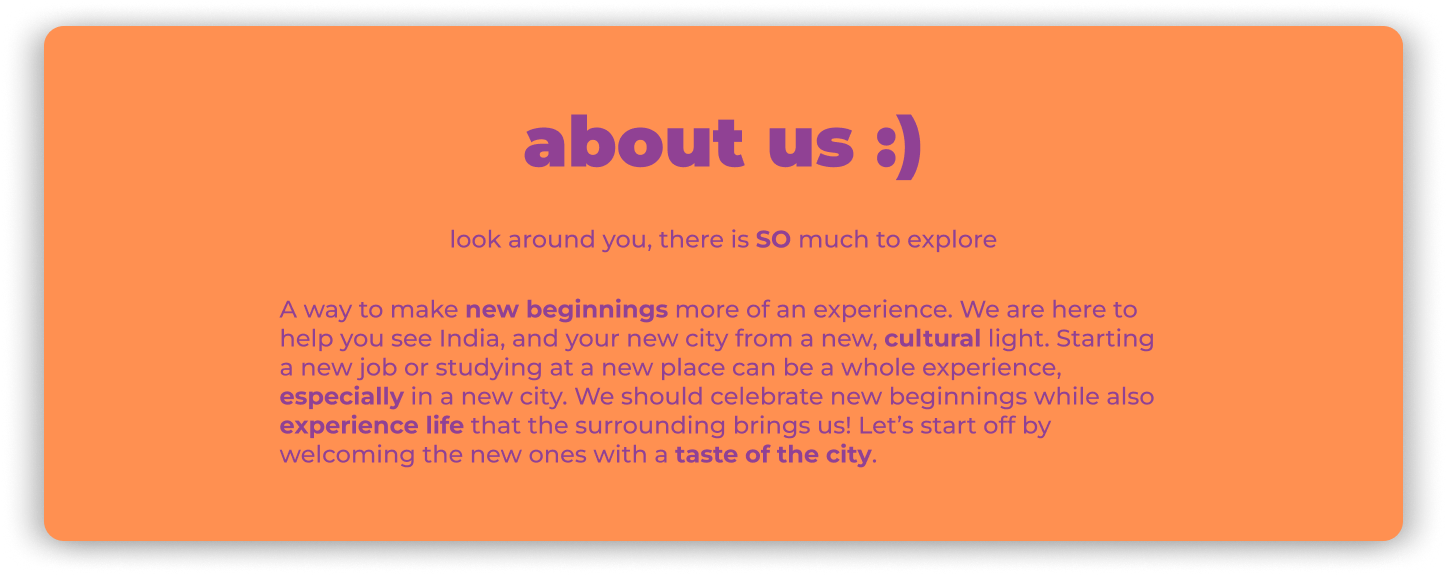 about us :)
look around you, there is SO much to explore
A way to make new beginnings more of an experience. We are here to
help you see India, and your new city from a new, cultural light. Starting
a new job or studying at a new place can be a whole experience,
especially in a new city. We should celebrate new beginnings while also
experience life that the surrounding brings us! Let’s start off by
welcoming the new ones with a taste of the city.